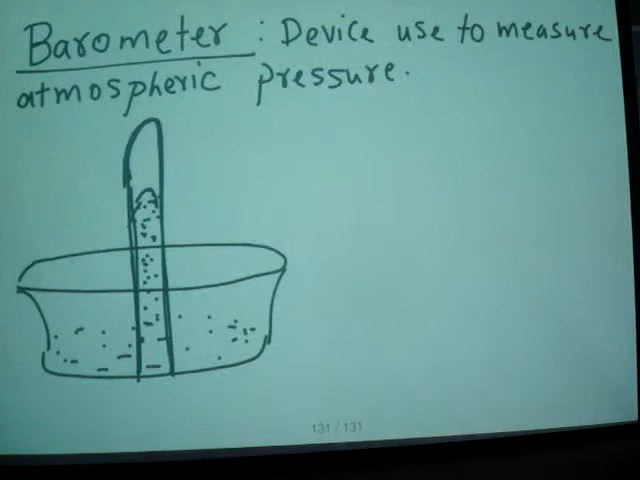 Barometer : Device use to measure
atmospheric pressure.
131 / 131